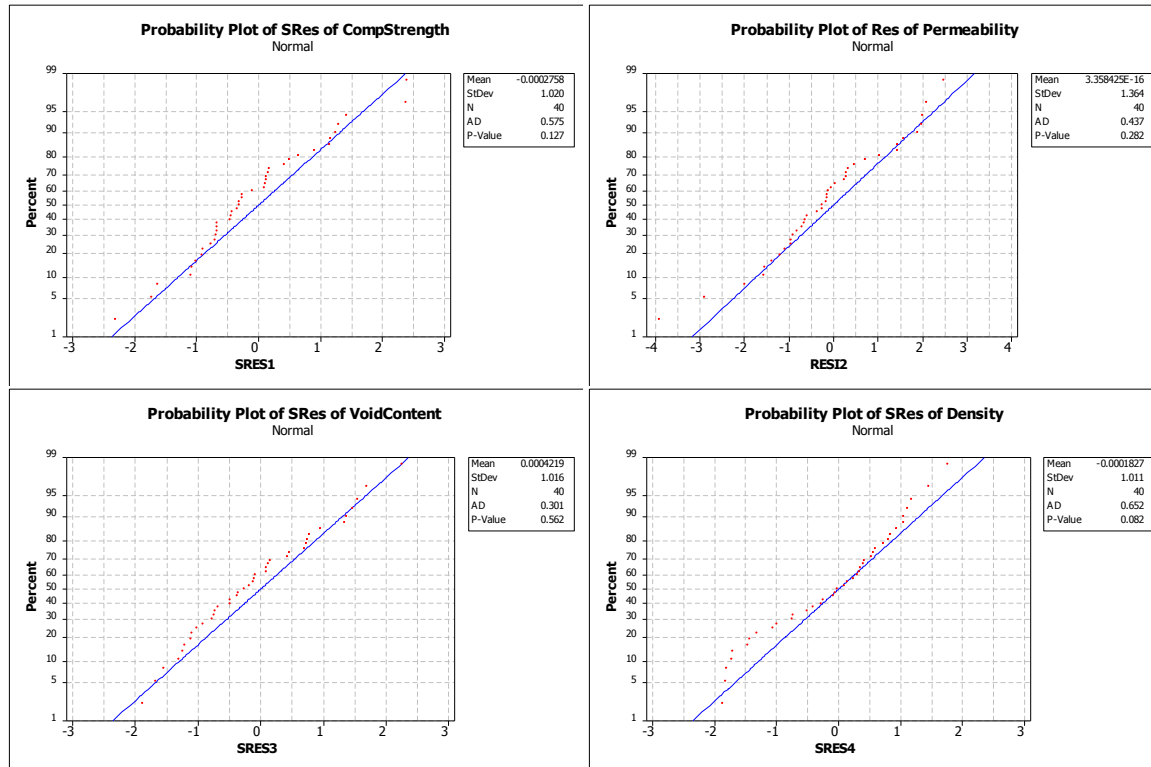 Probability Plot of SRes of CompStrength
Normal
Mean -0.0002758
StDev 1.020
N 40
AD 0.575
P-Value 0.127
Percent
99
95
90
80
70
60
50
40
30
20
10
5
1
-3 -2 -1 0 1 2 3
SRES1
Probability Plot of Res of Permeability
Normal
Mean 3.358425E-16
StDev 1.364
N 40
AD 0.437
P-Value 0.282
Percent
99
95
90
80
70
60
50
40
30
20
10
5
1
-4 -3 -2 -1 0 1 2 3 4
RESI2
Probability Plot of SRes of VoidContent
Normal
Mean 0.0004219
StDev 1.016
N 40
AD 0.301
P-Value 0.562
Percent
99
95
90
80
70
60
50
40
30
20
10
5
1
-3 -2 -1 0 1 2 3
SRES3
Probability Plot of SRes of Density
Normal
Mean -0.0001827
StDev 1.011
N 40
AD 0.652
P-Value 0.082
Percent
99
95
90
80
70
60
50
40
30
20
10
5
1
-3 -2 -1 0 1 2 3
SRES4